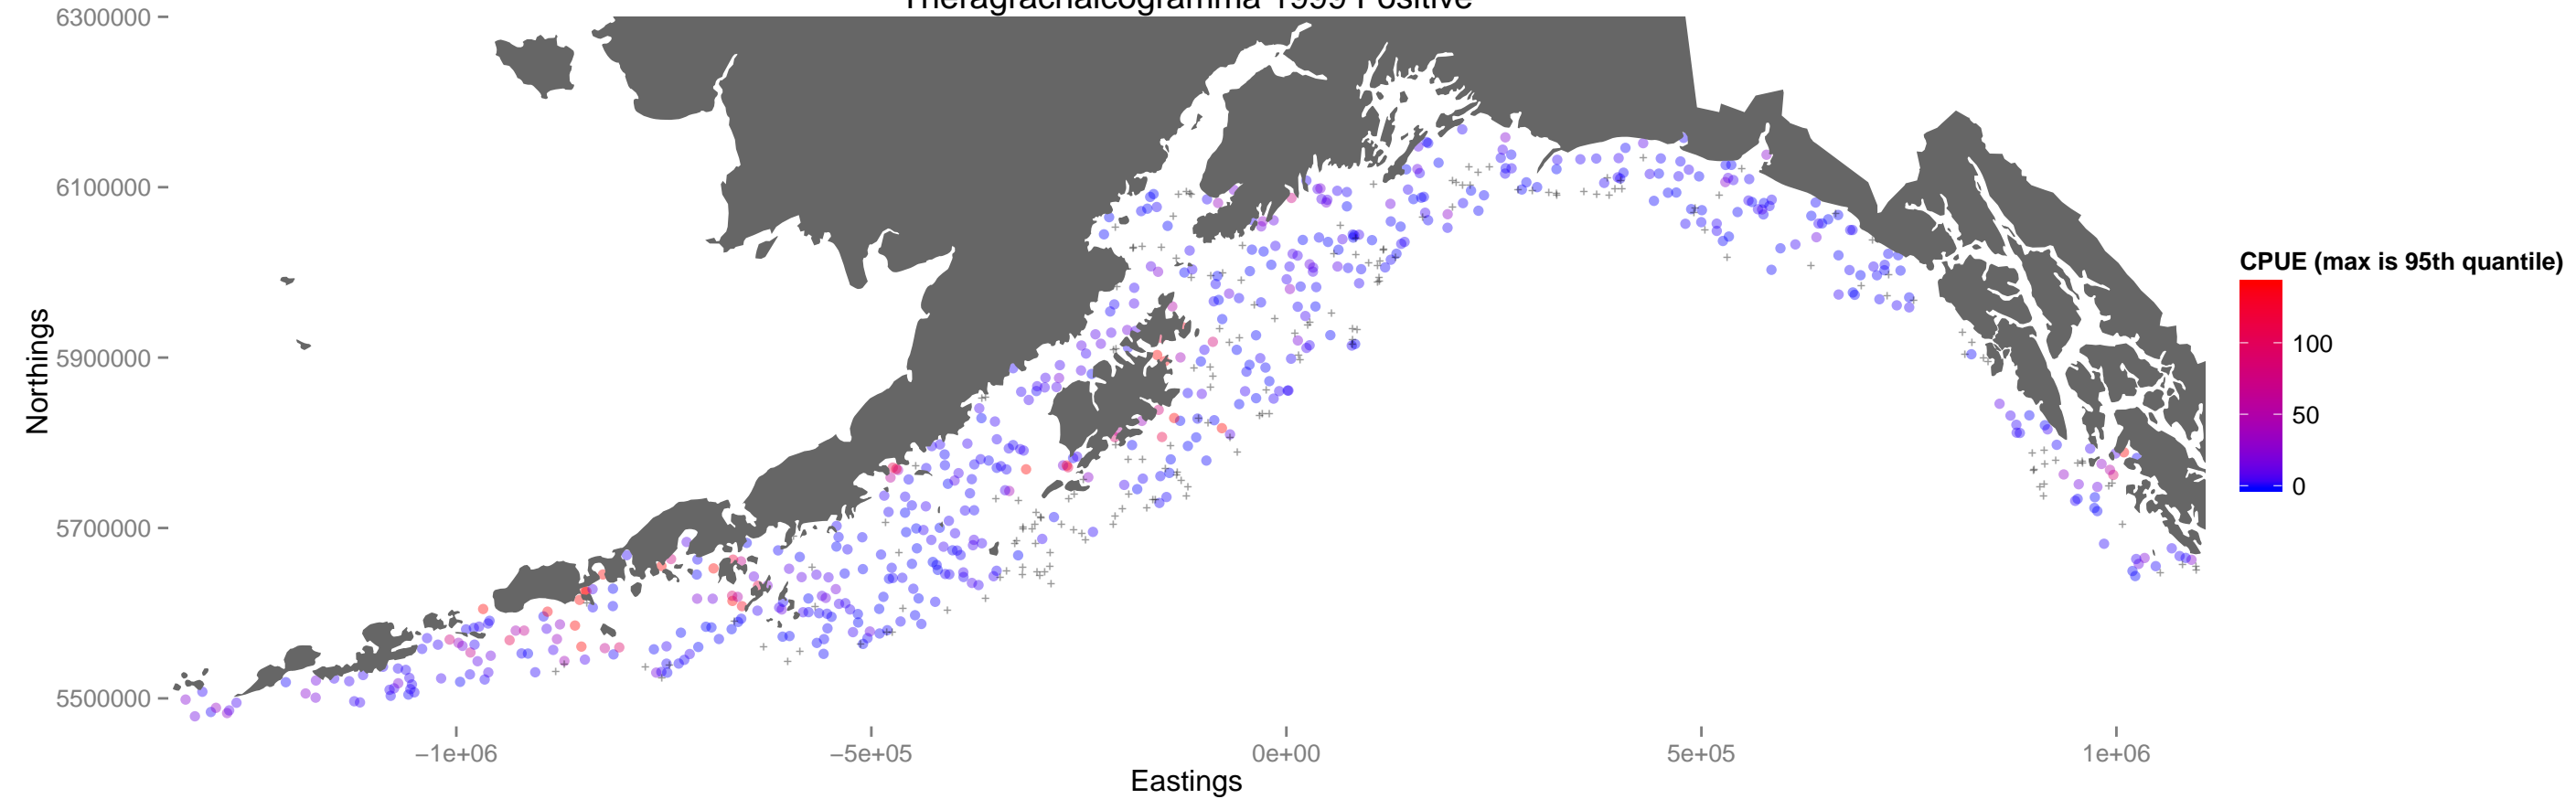 Theragrachalcogramma 1999 Positive
6300000
6100000
5900000
5700000
5500000
Northings
−1e+06
−5e+05
0e+00
5e+05
1e+06
Eastings
CPUE (max is 95th quantile)
100
50
0